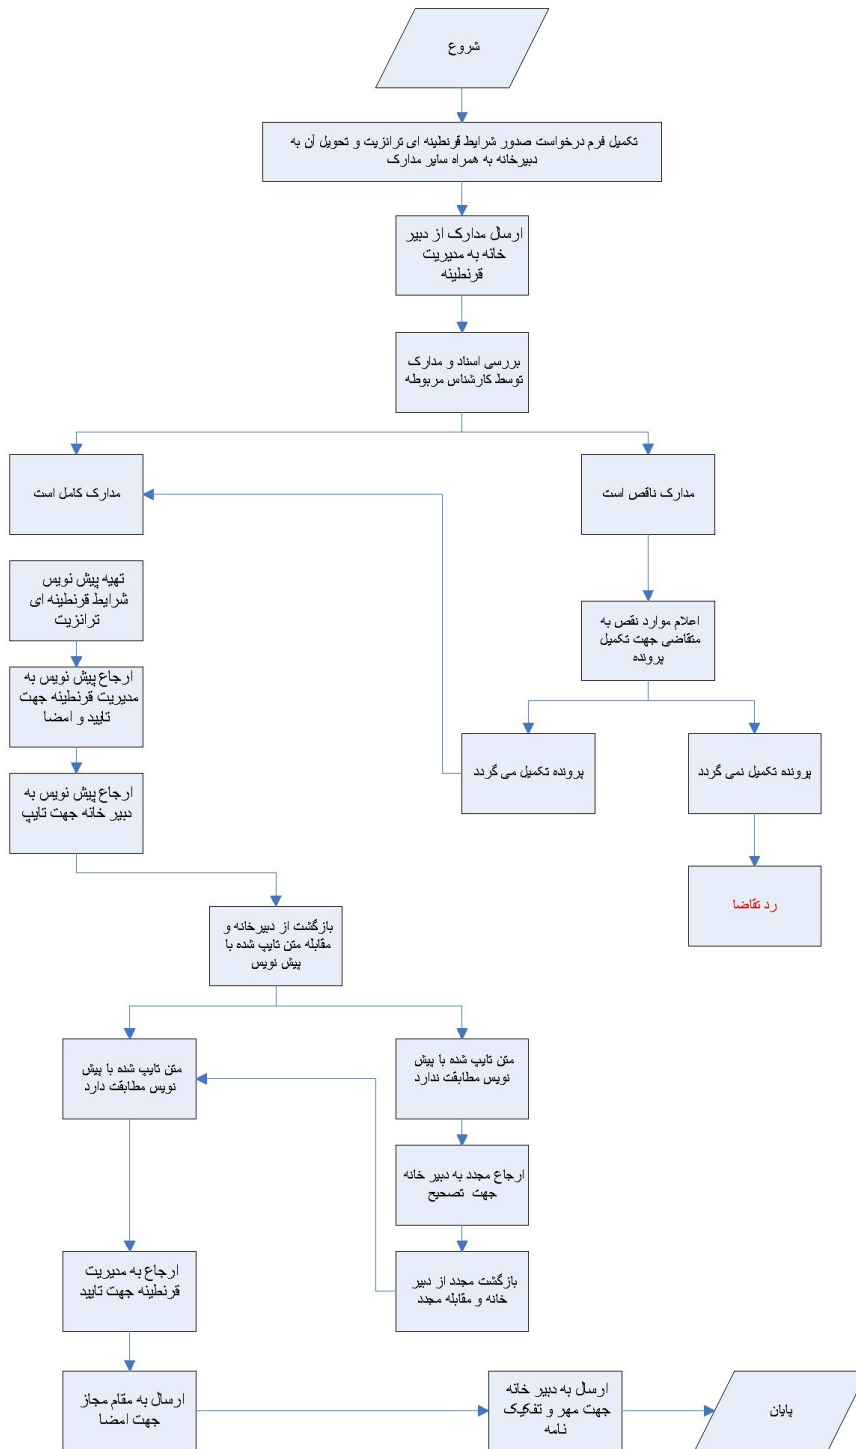 شروع
تکمیل فرم درخواست صدور شرایط قرنطینه ای ترانزیت و تحویل آن به
دبیرخانه به همراه سایر مدارک
ارسال مدارک از دبیر
خانه به مدیریت
قرنطینه
بررسی اسناد و مدارک
توسط کارشناس مربوطه
مدارک ناقص است
مدارک کامل است
تهیه پیش نویس
شرایط قرنطینه ای
ترانزیت
اعلام موارد نقص به
متقاضی جهت تکمیل
پرونده
ارجاع پیش نویس به
مدیریت قرنطینه جهت
تایید و امضا
پرونده تکمیل نمی گردد
پرونده تکمیل می گردد
ارجاع پیش نویس به
دبیر خانه جهت تایپ
رد تقاضا
بازگشت از دبیرخانه و
مقابله متن تایپ شده با
پیش نویس
متن تایپ شده با پیش
نویس مطابقت ندارد
متن تایپ شده با پیش
نویس مطابقت دارد
ارجاع مجدد به دبیر خانه
جهت تصحیح
بازگشت مجدد از دبیر
خانه و مقابله مجدد
ارجاع به مدیریت
قرنطینه جهت تایید
ارسال به مقام مجاز
جهت امضا
ارسال به دبیر خانه
جهت مهر و تفکیک
نامه
پایان